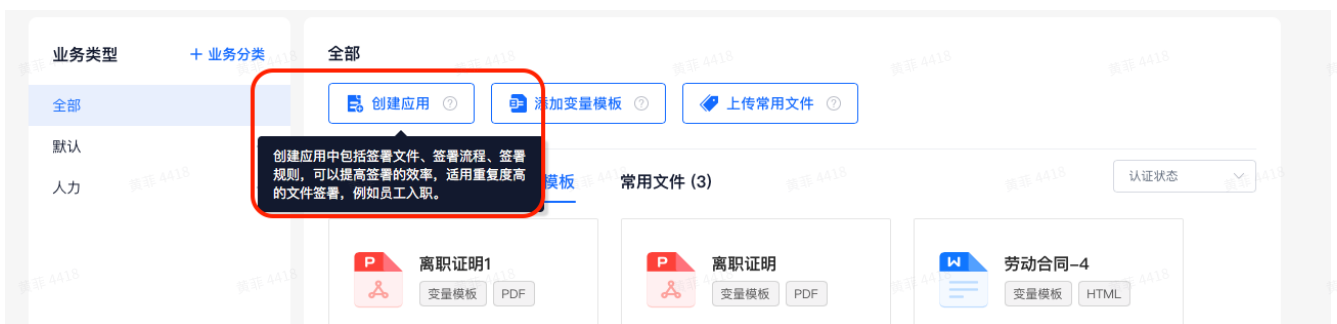 业务类型
+ 业务分类
全部
默认
人力
全部
创建应用
添加变量模板
上传常用文件
创建应用中包括签署文件、签署流程、签署
规则，可以提高签署的效率，适用重复度高
的文件签署，例如员工入职。
模板
常用文件 (3)
认证状态
离职证明1
变量模板 PDF
离职证明
变量模板 PDF
劳动合同-4
变量模板 HTML